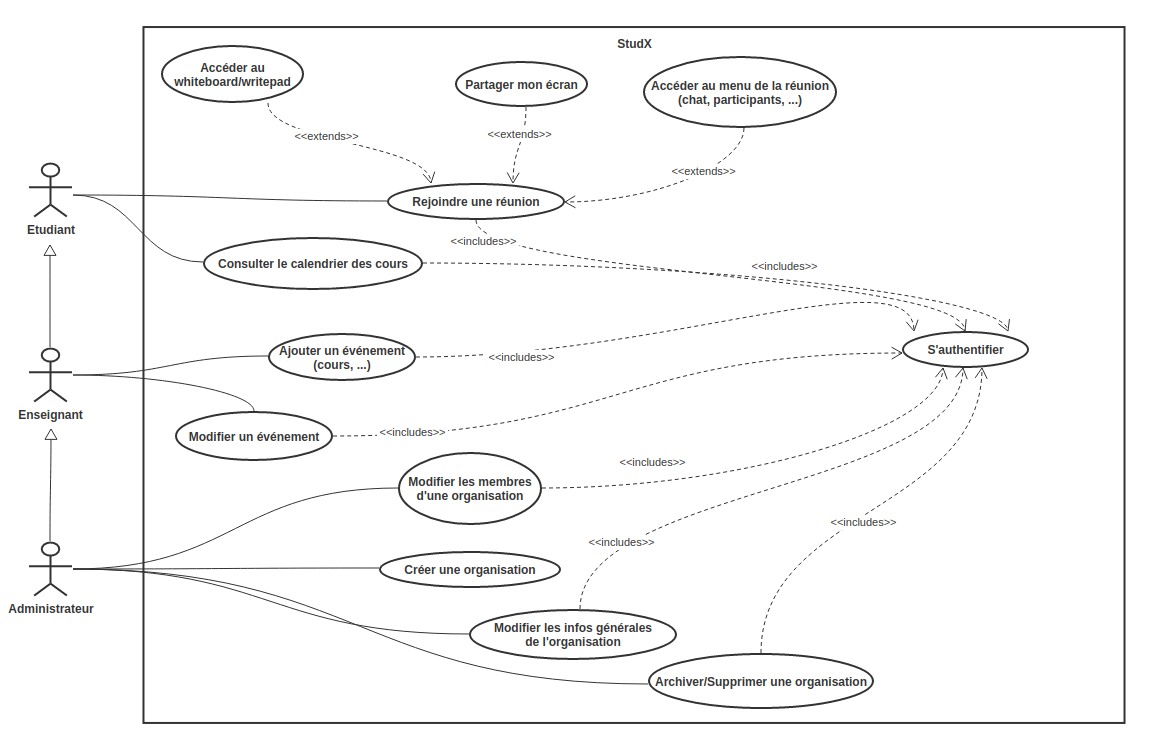 StudX
Accéder au
whiteboard/writepad
Partager mon écran
Accéder au menu de la réunion
(chat, participants, ...)
<<extends>>
<<extends>>
<<extends>>
Rejoindre une réunion
Etudiant
<<includes>>
Consulter le calendrier des cours
<<includes>>
Ajouter un événement
(cours, ...)
<<includes>>
S'authentifier
Enseignant
Modifier un événement
<<includes>>
Modifier les membres
d'une organisation
<<includes>>
<<includes>>
<<includes>>
Créer une organisation
Administrateur
Modifier les infos générales
de l'organisation
Archiver/Supprimer une organisation